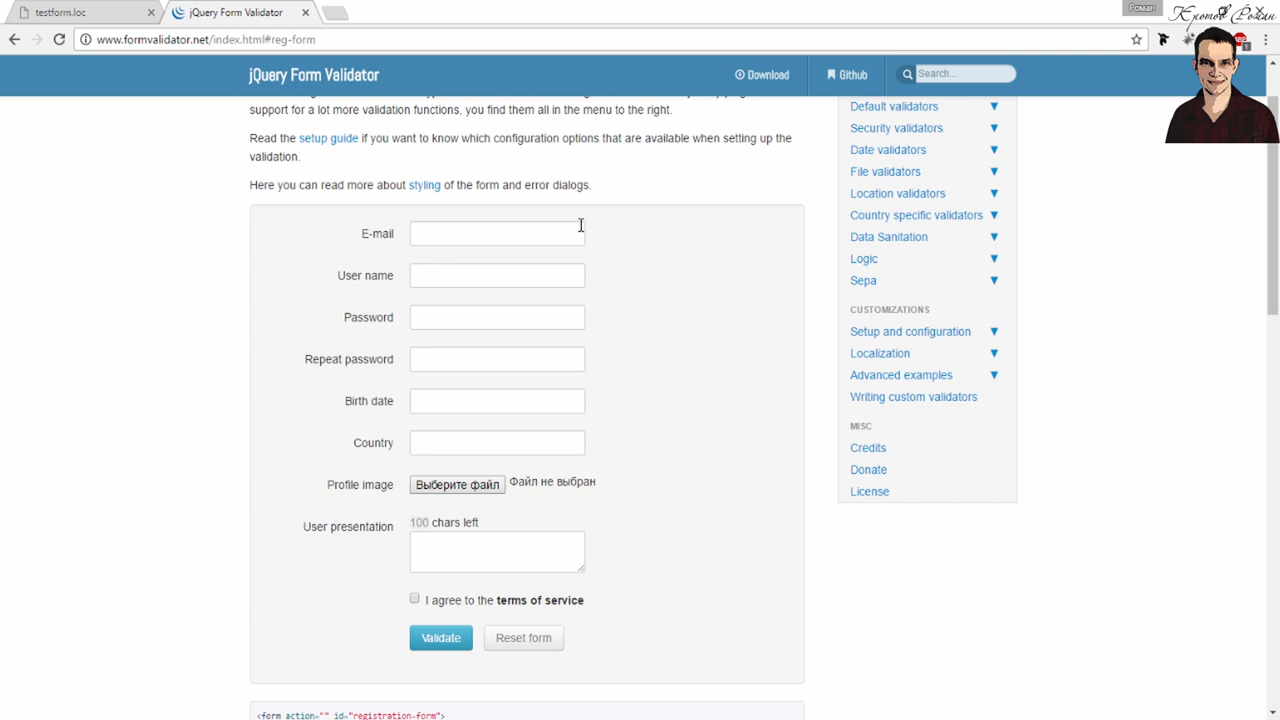 testform.loc
jQuery Form Validator
Роман
Кротов Роман
www.formvalidator.net/index.html#reg-form
jQuery Form Validator
Download
Github
Search...
support for a lot more validation functions, you find them all in the menu to the right.
Read the setup guide if you want to know which configuration options that are available when setting up the
validation.
Here you can read more about styling of the form and error dialogs.
E-mail
User name
Password
Repeat password
Birth date
Country
Profile image
Выберите файл
Файл не выбран
User presentation
100 chars left
I agree to the terms of service
Validate
Reset form
<form action="" id="registration-form">
Default validators
Security validators
Date validators
File validators
Location validators
Country specific validators
Data Sanitation
Logic
Sepa
CUSTOMIZATIONS
Setup and configuration
Localization
Advanced examples
Writing custom validators
MISC
Credits
Donate
License